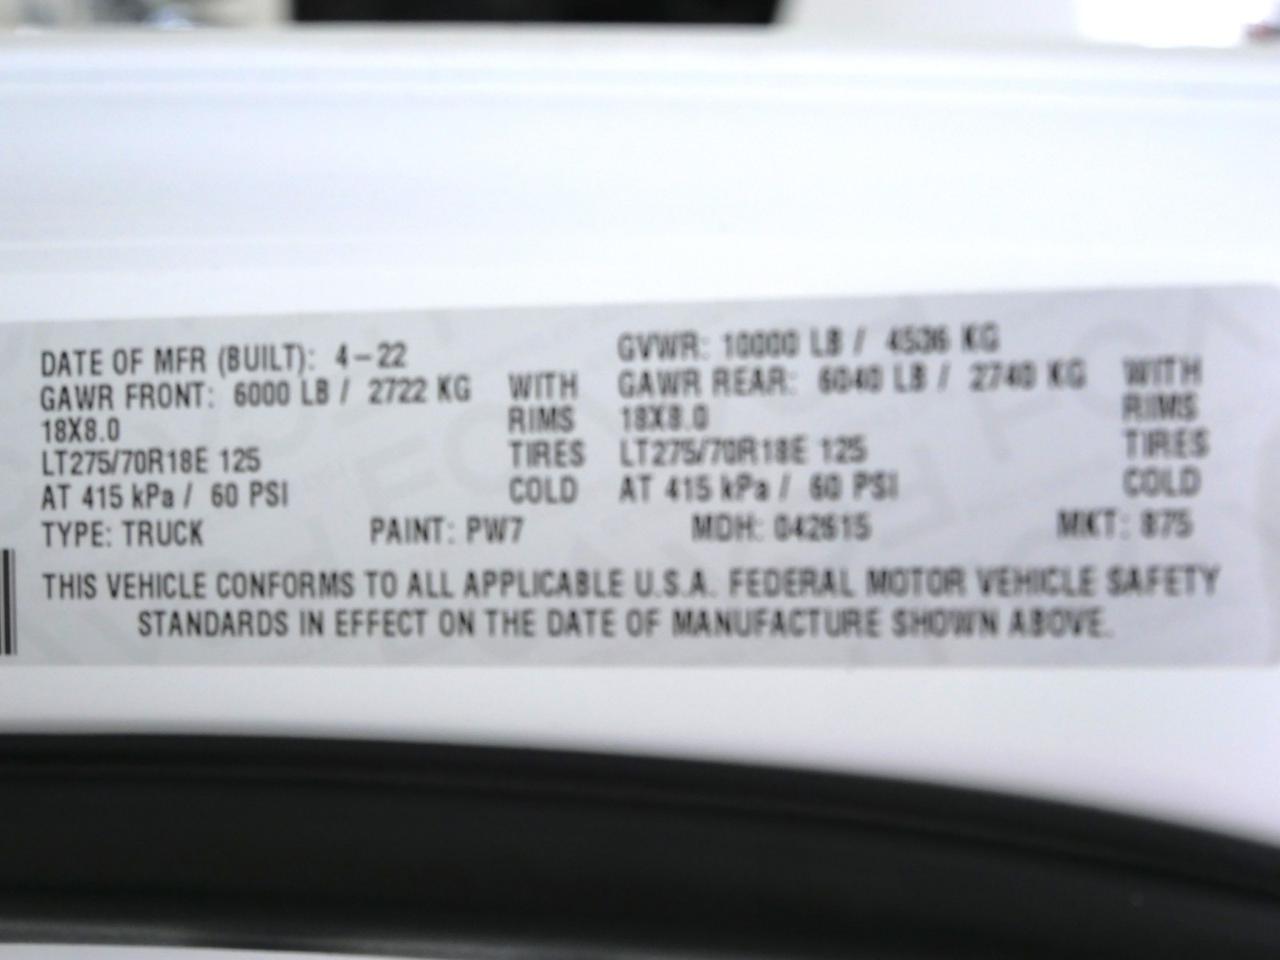 DATE OF MFR (BUILT): 4-22 GVWR: 10000 LB / 4536 KG
GAWR FRONT: 6000 LB / 2722 KG WITH GAWR REAR: 6040 LB / 2740 KG WITH
18X8.0 RIMS 18X8.0 RIMS
LT275/70R18E 125 TIRES LT275/70R18E 125 TIRES
AT 415 kPa / 60 PSI COLD AT 415 kPa / 60 PSI COLD
TYPE: TRUCK PAINT: PW7 MDH: 042615 MKT: 875
THIS VEHICLE CONFORMS TO ALL APPLICABLE U.S.A. FEDERAL MOTOR VEHICLE SAFETY
STANDARDS IN EFFECT ON THE DATE OF MANUFACTURE SHOWN ABOVE.